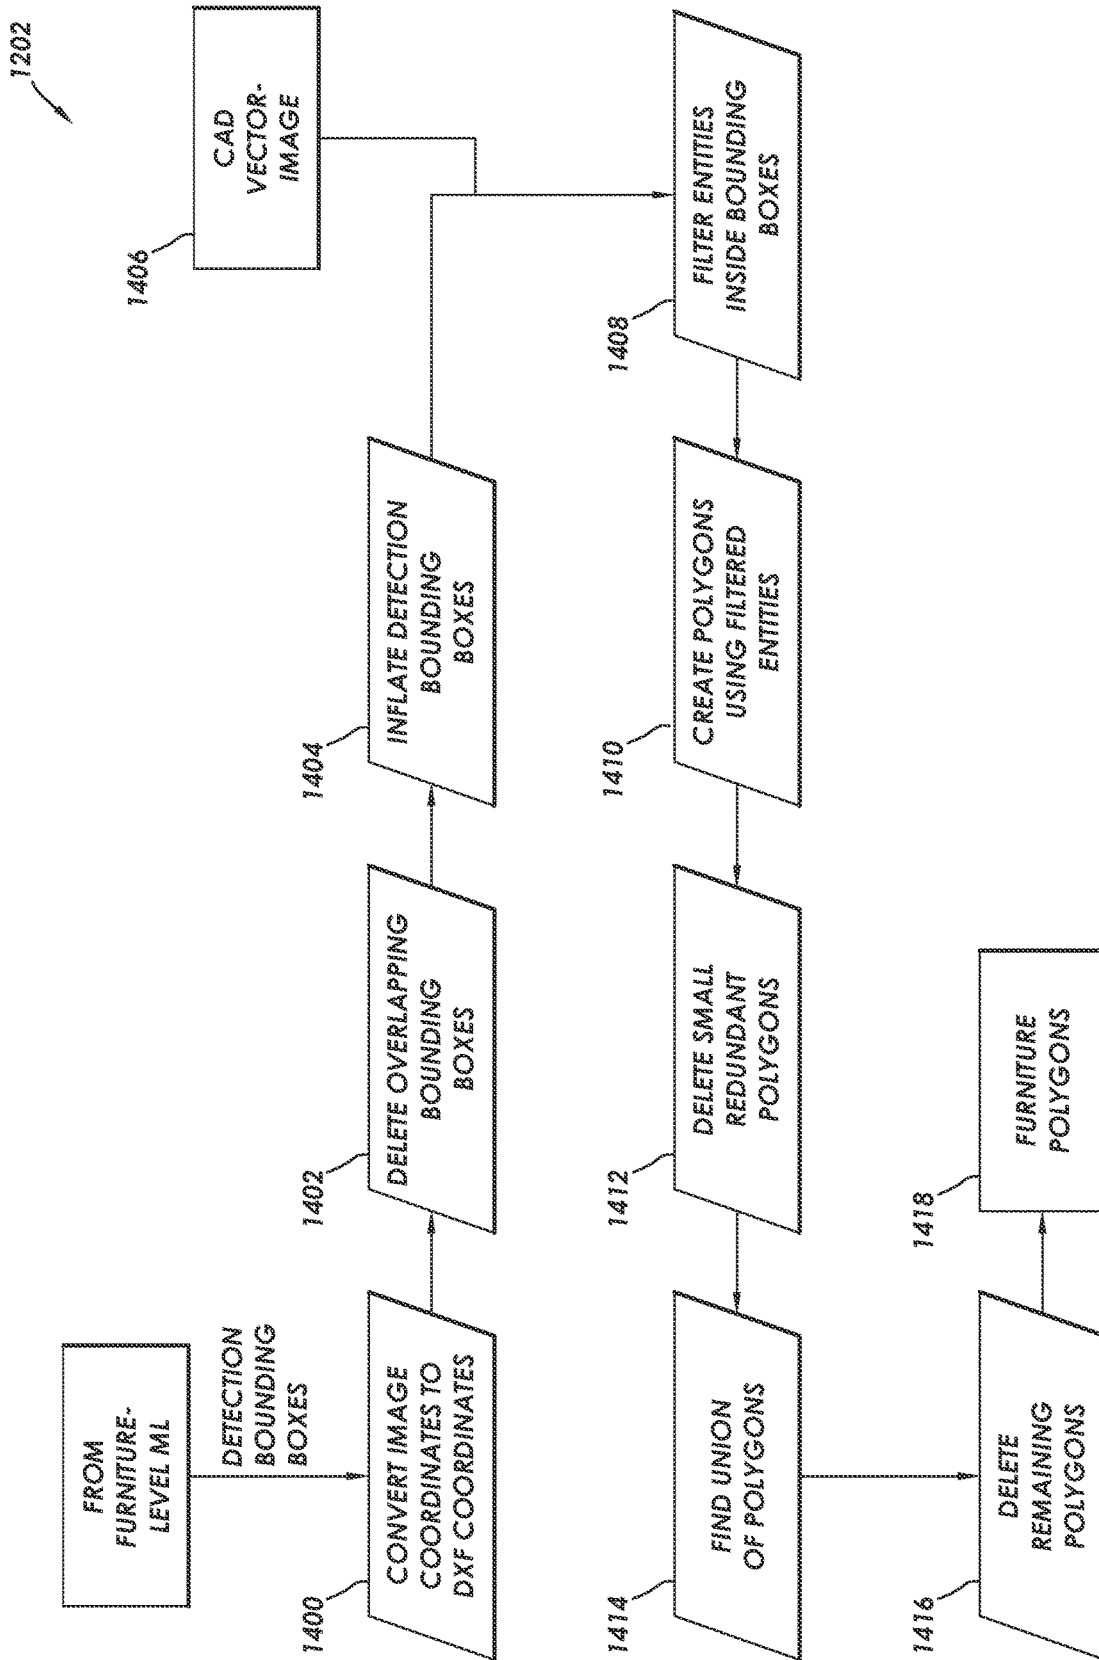 1202
FROM
FURNITURE-
LEVEL ML
DETECTION
BOUNDING
BOXES
1400
CONVERT IMAGE
COORDINATES TO
DXF COORDINATES
1402
DELETE OVERLAPPING
BOUNDING
BOXES
1404
INFLATE DETECTION
BOUNDING
BOXES
1406
CAD
VECTOR-
IMAGE
1408
FILTER ENTITIES
INSIDE BOUNDING
BOXES
1410
CREATE POLYGONS
USING FILTERED
ENTITIES
1412
DELETE SMALL
REDUNDANT
POLYGONS
1414
FIND UNION
OF POLYGONS
1416
DELETE
REMAINING
POLYGONS
1418
FURNITURE
POLYGONS